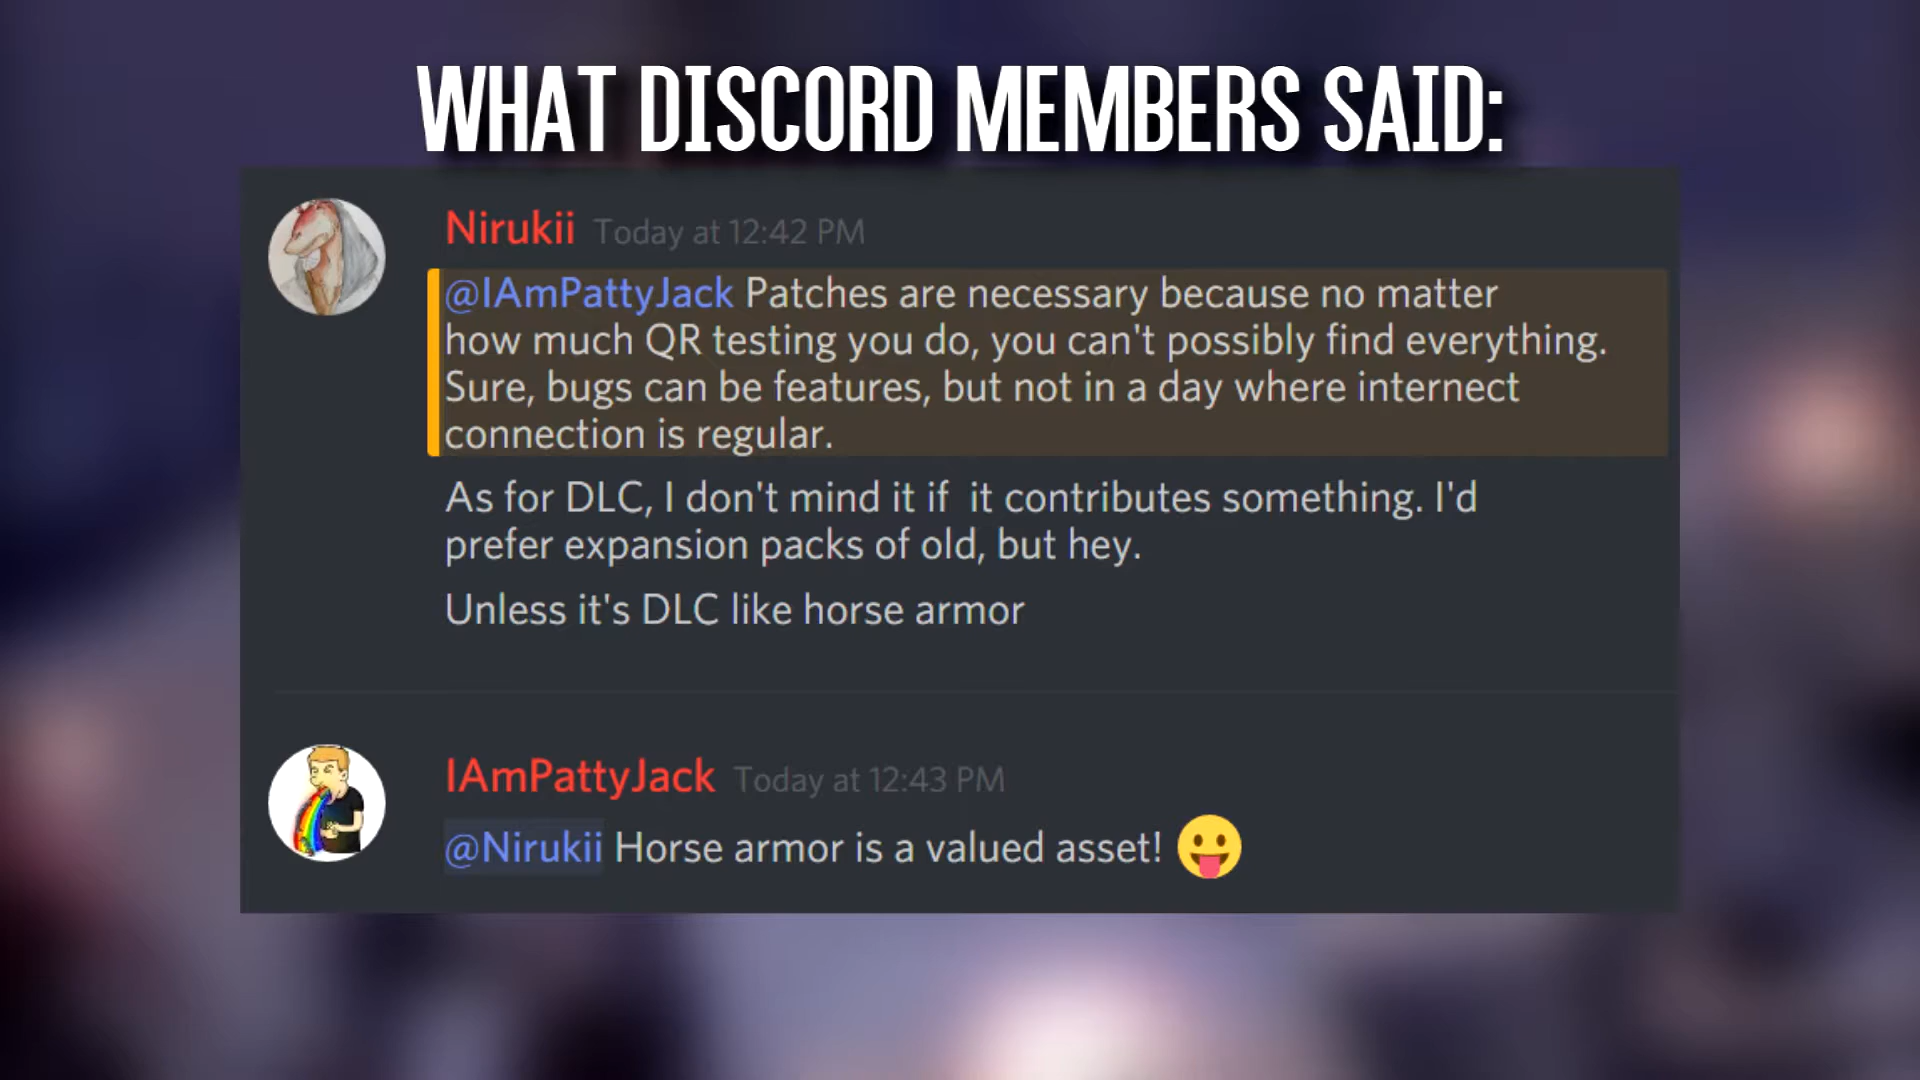 WHAT DISCORD MEMBERS SAID:
Nirukii Today at 12:42 PM
@IAmPattyJack Patches are necessary because no matter
how much QR testing you do, you can't possibly find everything.
Sure, bugs can be features, but not in a day where internect
connection is regular.
As for DLC, I don't mind it if  it contributes something. I'd
prefer expansion packs of old, but hey.
Unless it's DLC like horse armor
IAmPattyJack Today at 12:43 PM
@Nirukii Horse armor is a valued asset! 😛